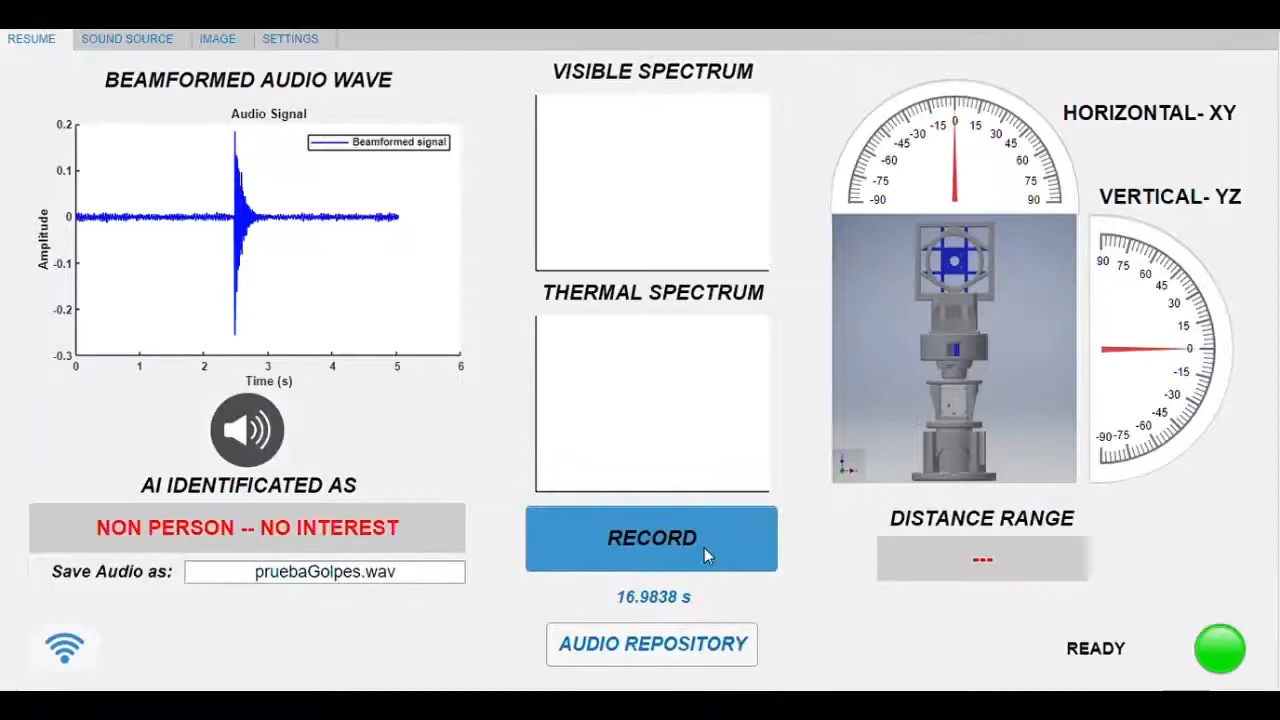 RESUME
SOUND SOURCE
IMAGE
SETTINGS
BEAMFORMED AUDIO WAVE
Audio Signal
Beamformed signal
0.2
0.1
0
-0.1
-0.2
-0.3
Amplitude
0 1 2 3 4 5 6
Time (s)
AI IDENTIFICATED AS
NON PERSON -- NO INTEREST
Save Audio as: pruebaGolpes.wav
VISIBLE SPECTRUM
THERMAL SPECTRUM
RECORD
16.9838 s
AUDIO REPOSITORY
HORIZONTAL- XY
-90 -75 -60 -45 -30 -15 0 15 30 45 60 75 90
VERTICAL- YZ
90 75 60 45 30 15 0 -15 -30 -45 -60 -75 -90
DISTANCE RANGE
---
READY